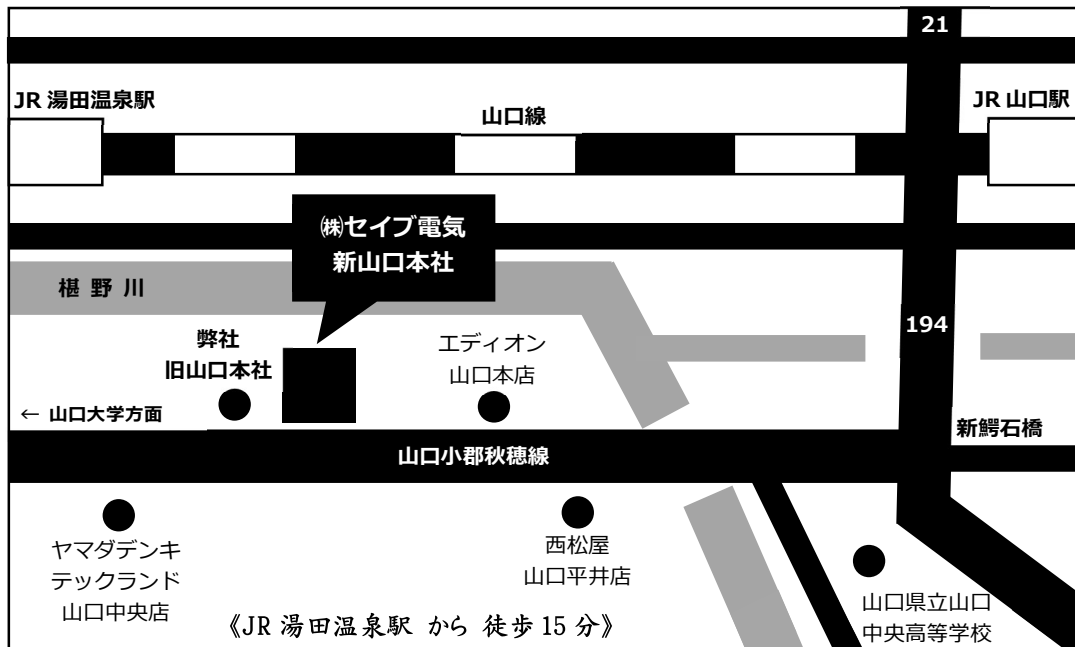 21
JR 湯田温泉駅
JR 山口駅
山口線
㈱セイブ電気
新山口本社
椹 野 川
194
弊社
旧山口本社
エディオン
山口本店
← 山口大学方面
新鰐石橋
山口小郡秋穂線
ヤマダデンキ
テックランド
山口中央店
西松屋
山口平井店
山口県立山口
中央高等学校
《JR 湯田温泉駅 から 徒歩 15 分》